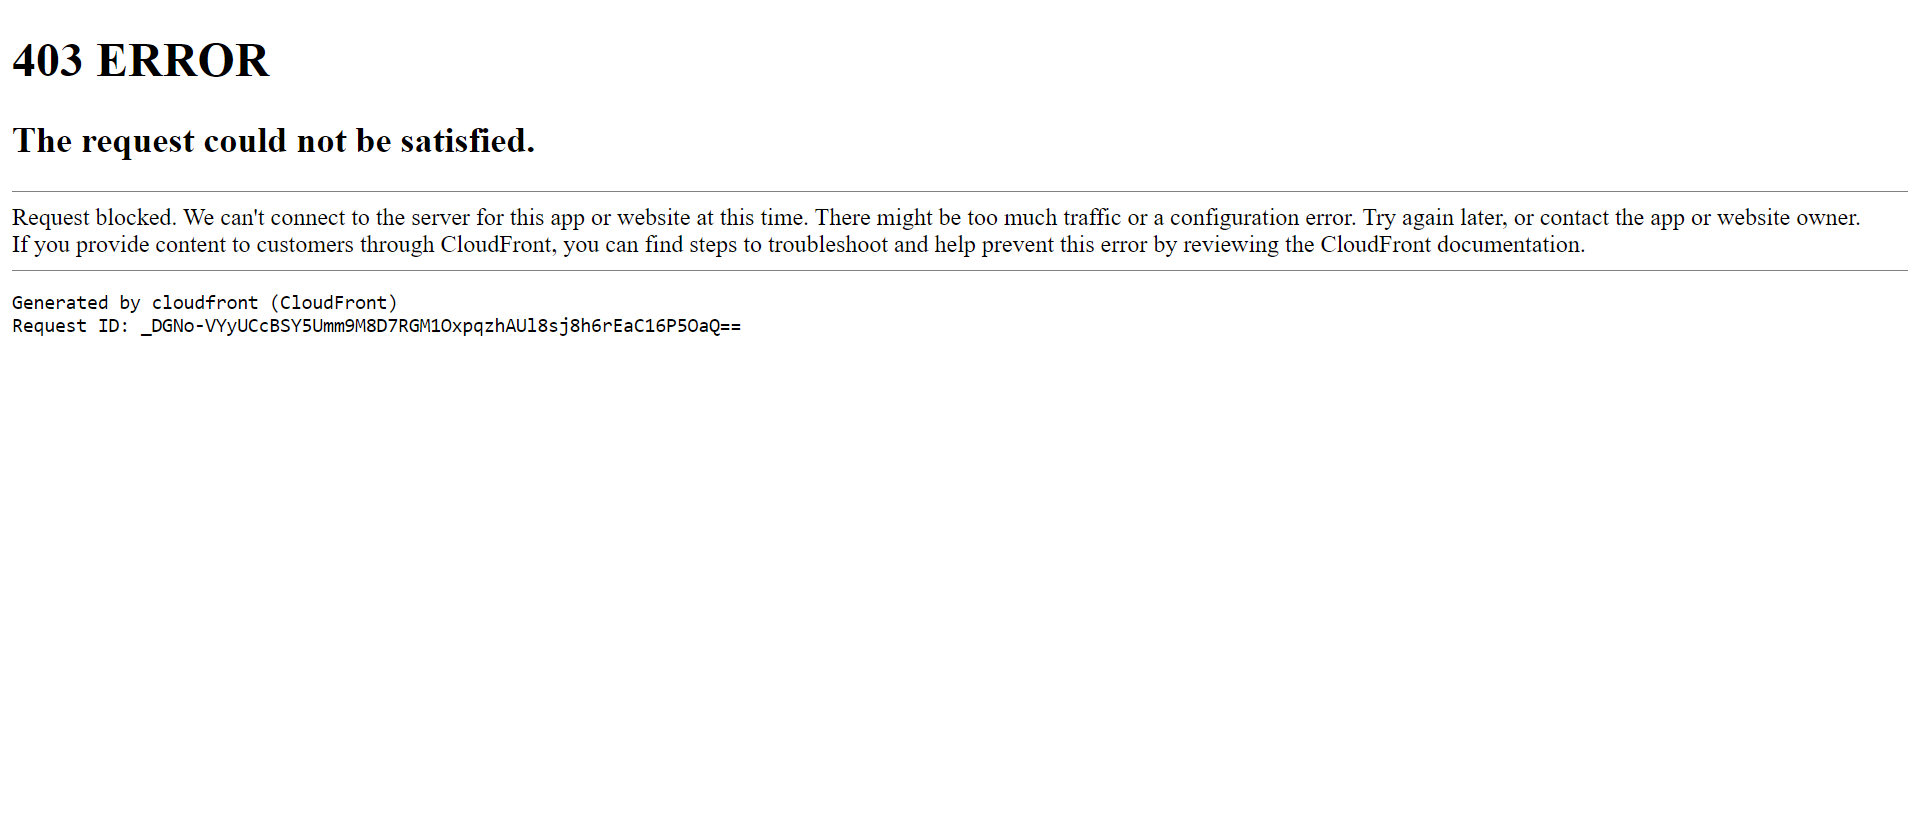 403 ERROR
The request could not be satisfied.
Request blocked. We can't connect to the server for this app or website at this time. There might be too much traffic or a configuration error. Try again later, or contact the app or website owner.
If you provide content to customers through CloudFront, you can find steps to troubleshoot and help prevent this error by reviewing the CloudFront documentation.
Generated by cloudfront (CloudFront)
Request ID: _DGNo-VYyUCcBSY5Umm9M8D7RGM1OxpqzhAUl8sj8h6rEaC16P5OaQ==